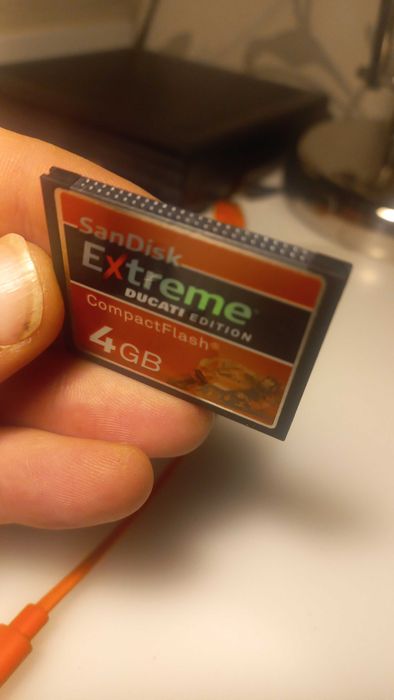 SanDisk
Extreme
DUCATI EDITION
CompactFlash®
4GB